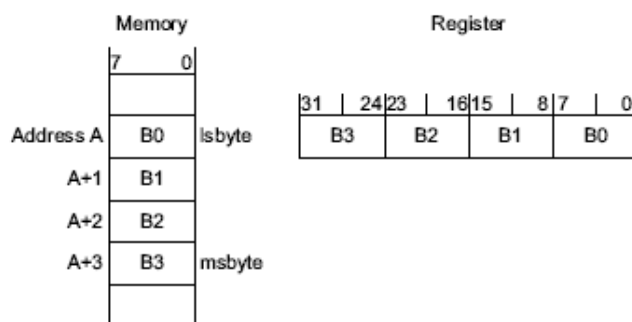 Memory
Register
7 0
31 24 23 16 15 8 7 0
Address A B0 lsbyte B3 B2 B1 B0
A+1 B1
A+2 B2
A+3 B3 msbyte